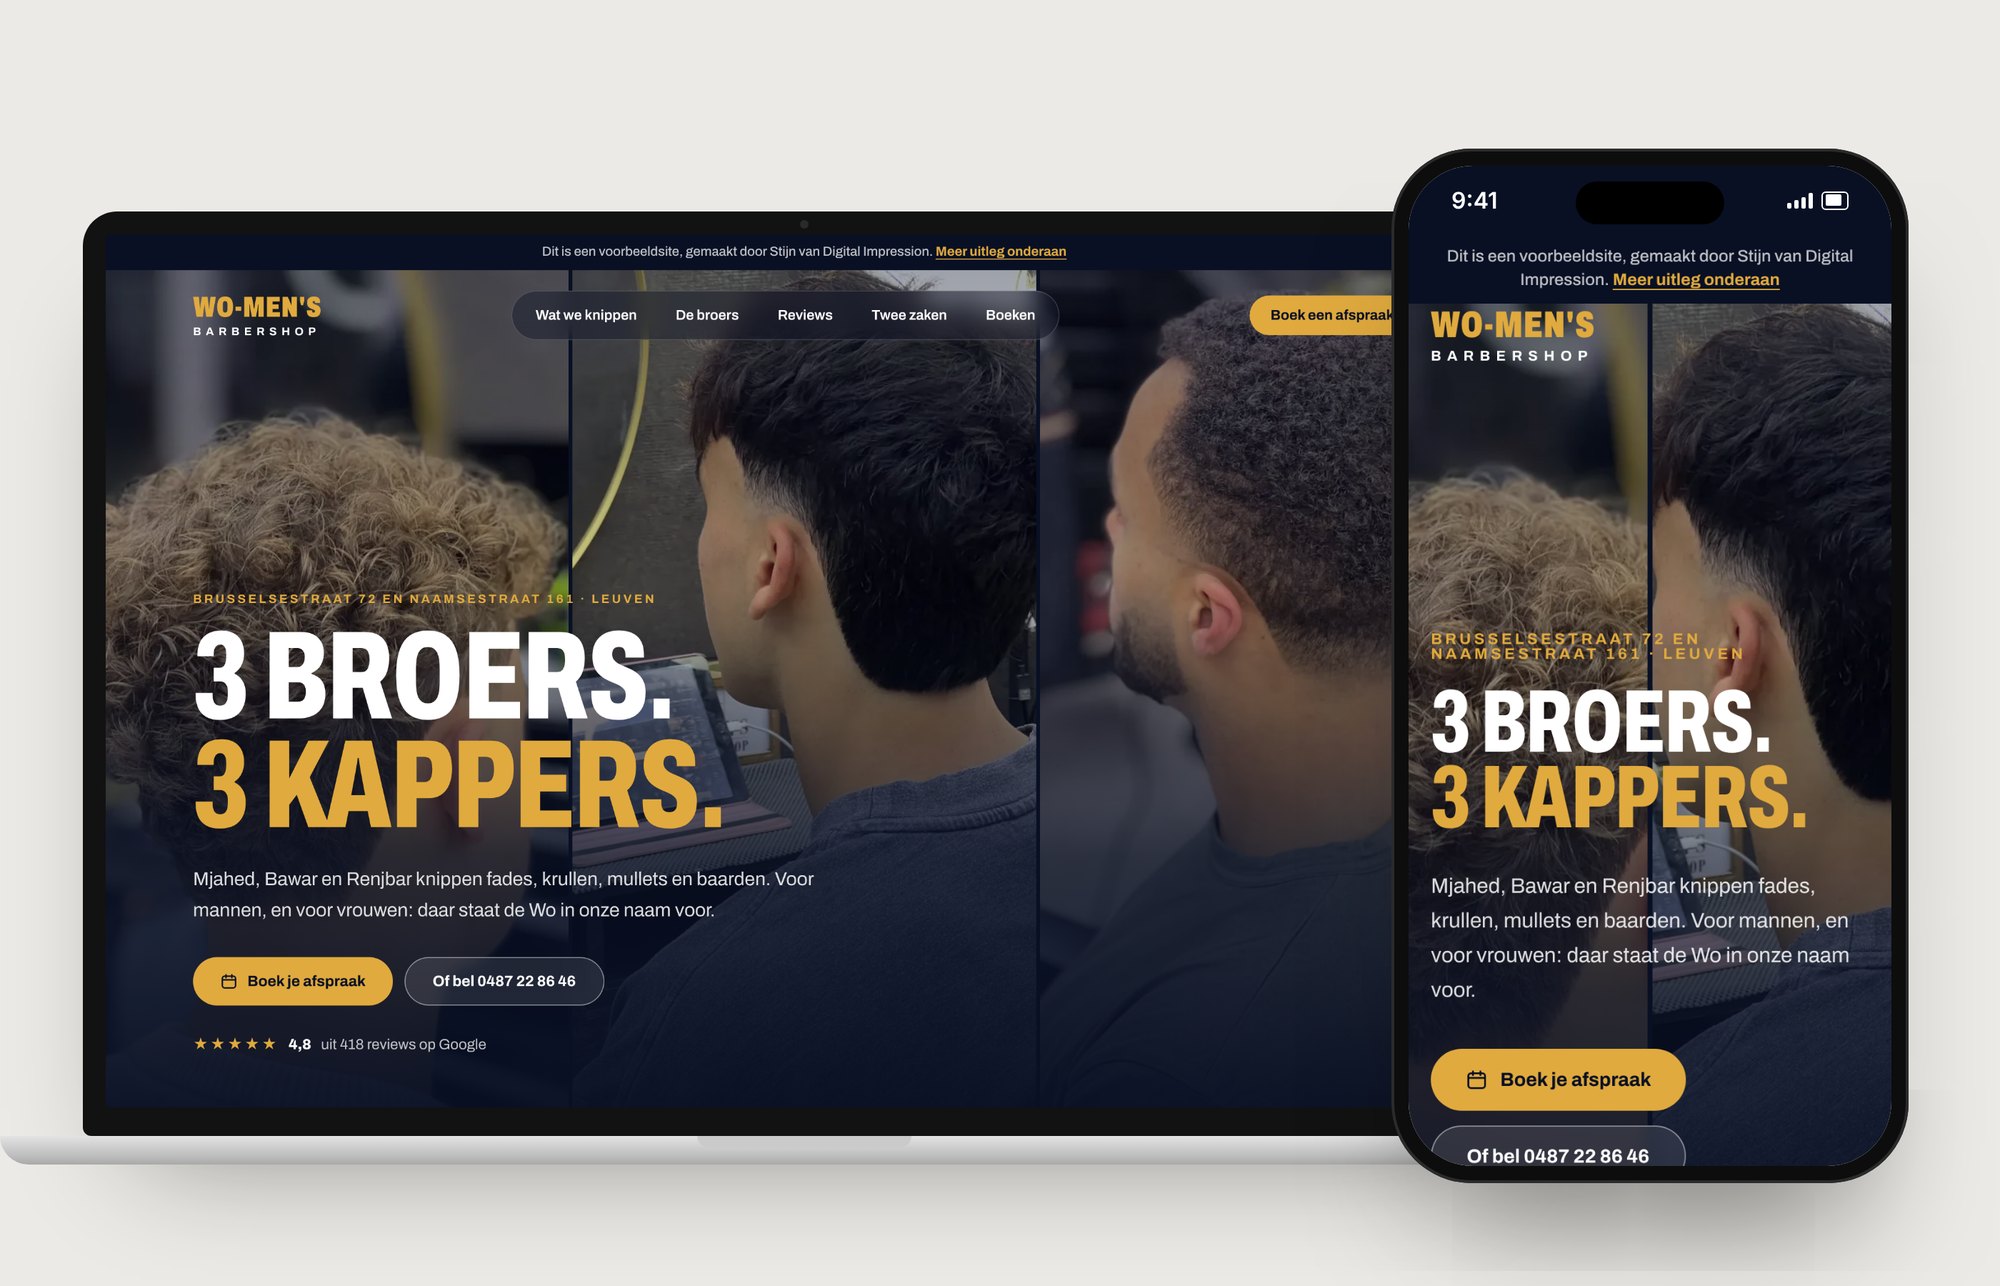 Dit is een voorbeeldsite, gemaakt door Stijn van Digital Impression. Meer uitleg onderaan
WO-MEN'S
BARBERSHOP
Wat we knippen
De broers
Reviews
Twee zaken
Boeken
Boek een afspraak
BRUSSELSESTRAAT 72 EN NAAMSESTRAAT 161 · LEUVEN
3 BROERS.
3 KAPPERS.
Mjahed, Bawar en Renjbar knippen fades, krullen, mullets en baarden. Voor
mannen, en voor vrouwen: daar staat de Wo in onze naam voor.
Boek je afspraak
Of bel 0487 22 86 46
★★★★★ 4,8 uit 418 reviews op Google
9:41
Dit is een voorbeeldsite, gemaakt door Stijn van Digital
Impression. Meer uitleg onderaan
WO-MEN'S
BARBERSHOP
BRUSSELSESTRAAT 72 EN
NAAMSESTRAAT 161 · LEUVEN
3 BROERS.
3 KAPPERS.
Mjahed, Bawar en Renjbar knippen fades,
krullen, mullets en baarden. Voor mannen, en
voor vrouwen: daar staat de Wo in onze naam
voor.
Boek je afspraak
Of bel 0487 22 86 46